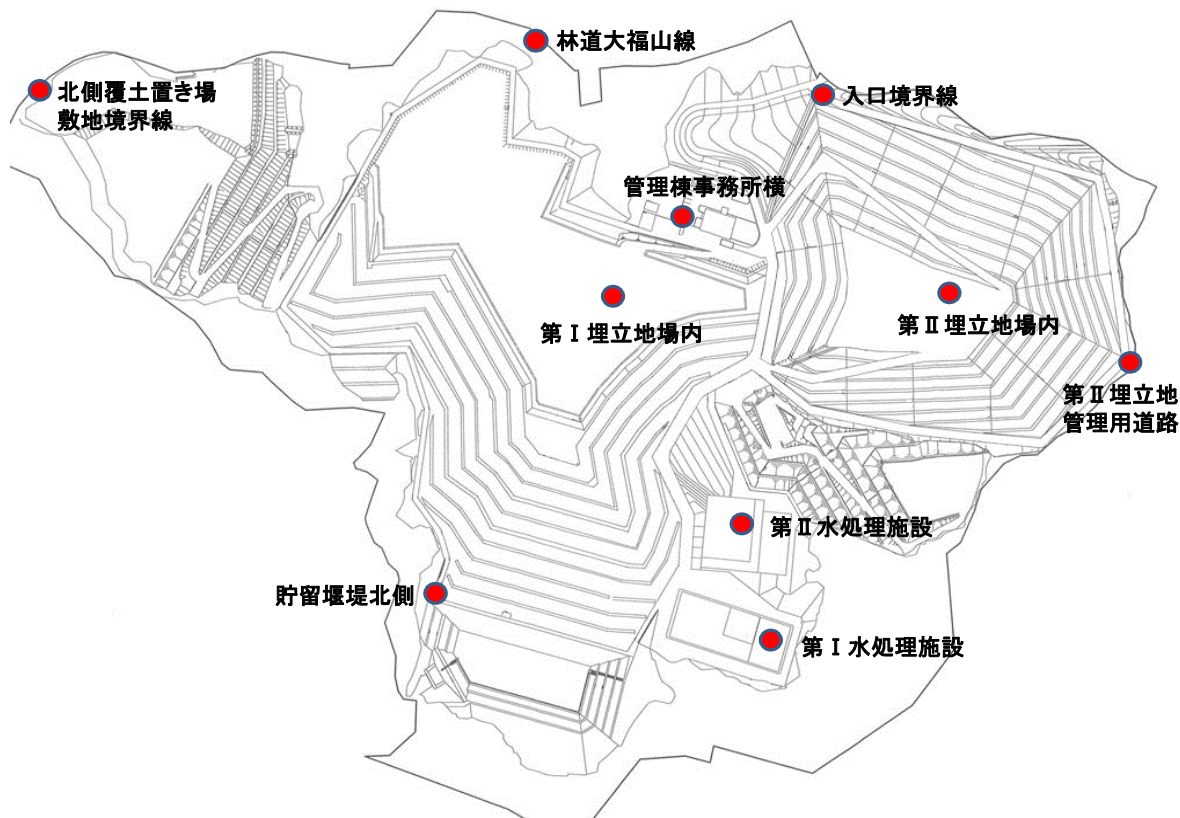 林道大福山線
北側覆土置き場
敷地境界線
入口境界線
管理棟事務所横
第Ⅰ埋立地場内
第Ⅱ埋立地場内
第Ⅱ埋立地
管理用道路
第Ⅱ水処理施設
貯留堰堤北側
第Ⅰ水処理施設